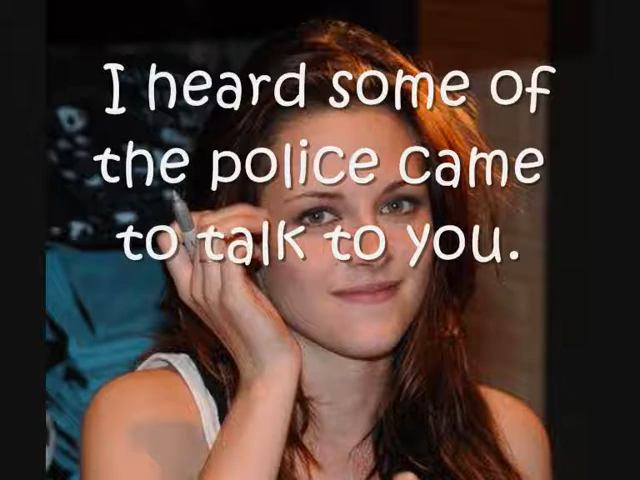 I heard some of
the police came
to talk to you.